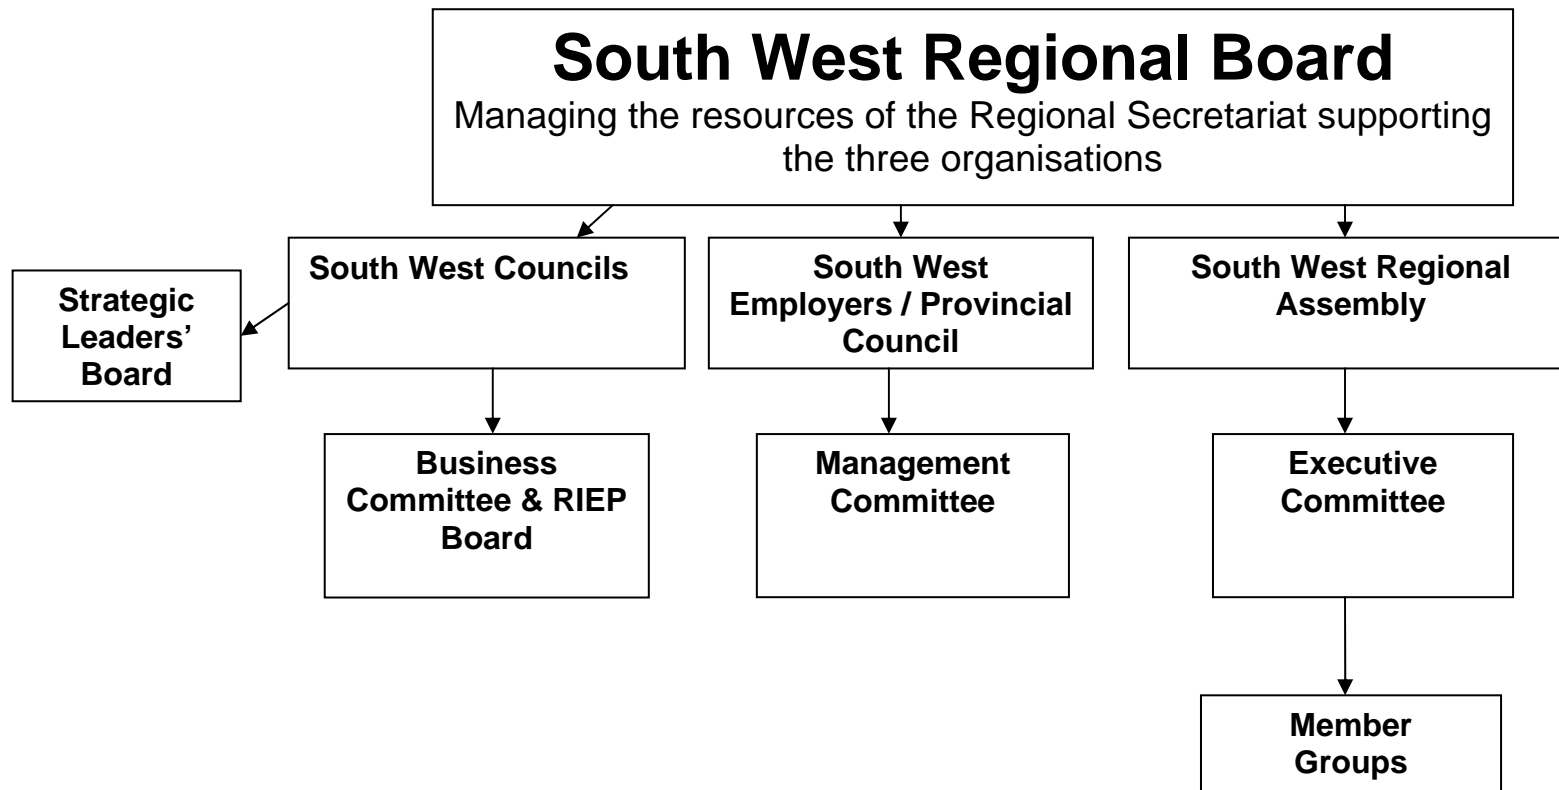 South West Regional Board
Managing the resources of the Regional Secretariat supporting
the three organisations
South West Councils
South West
Employers / Provincial
Council
South West Regional
Assembly
Strategic
Leaders’
Board
Business
Committee & RIEP
Board
Management
Committee
Executive
Committee
Member
Groups